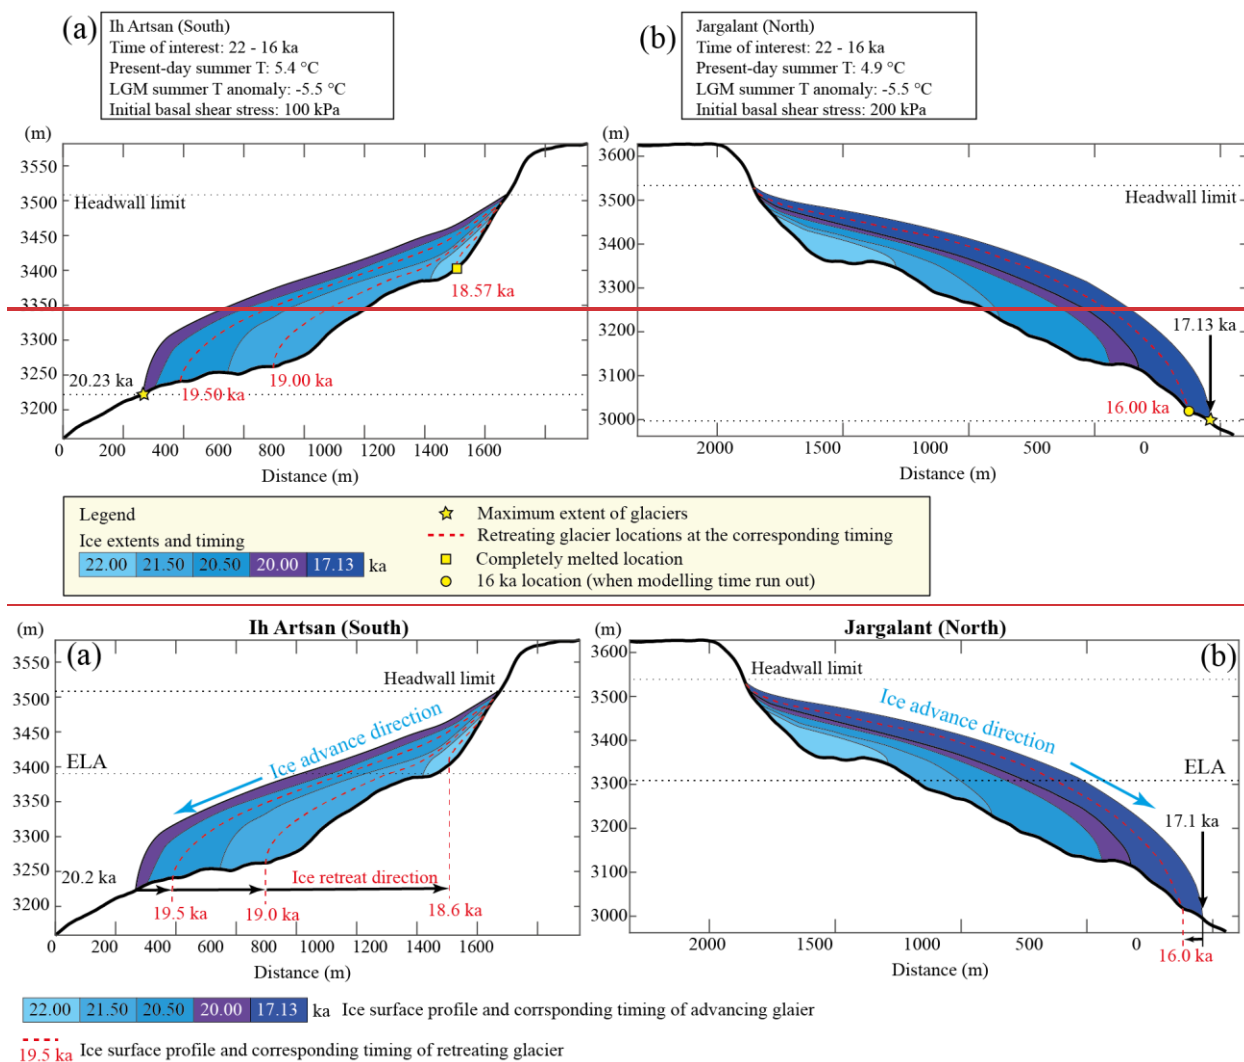 (a)
Ih Artsan (South)
Time of interest: 22 - 16 ka
Present-day summer T: 5.4 °C
LGM summer T anomaly: -5.5 °C
Initial basal shear stress: 100 kPa
(b)
Jargalant (North)
Time of interest: 22 - 16 ka
Present-day summer T: 4.9 °C
LGM summer T anomaly: -5.5 °C
Initial basal shear stress: 200 kPa
(m)
3550
3500
3450
3400
3350
3300
3250
3200
Headwall limit
18.57 ka
20.23 ka
19.50 ka
19.00 ka
0 200 400 600 800 1000 1200 1400 1600
Distance (m)
(m)
3600
3500
3400
3300
3200
3100
3000
Headwall limit
17.13 ka
16.00 ka
2000 1500 1000 500 0
Distance (m)
Legend
Ice extents and timing
22.00 21.50 20.50 20.00 17.13 ka
Maximum extent of glaciers
Retreating glacier locations at the corresponding timing
Completely melted location
16 ka location (when modelling time run out)
Ih Artsan (South)
(m)
(a)
3550
3500
3450
3400
3350
3300
3250
3200
Headwall limit
ELA
Ice advance direction
20.2 ka
Ice retreat direction
19.5 ka
19.0 ka
18.6 ka
0 200 400 600 800 1000 1200 1400 1600
Distance (m)
Jargalant (North)
(m)
(b)
3600
3500
3400
3300
3200
3100
3000
Headwall limit
Ice advance direction
ELA
17.1 ka
16.0 ka
2000 1500 1000 500 0
Distance (m)
22.00 21.50 20.50 20.00 17.13 ka Ice surface profile and corrsponding timing of advancing glaier
19.5 ka Ice surface profile and corresponding timing of retreating glacier